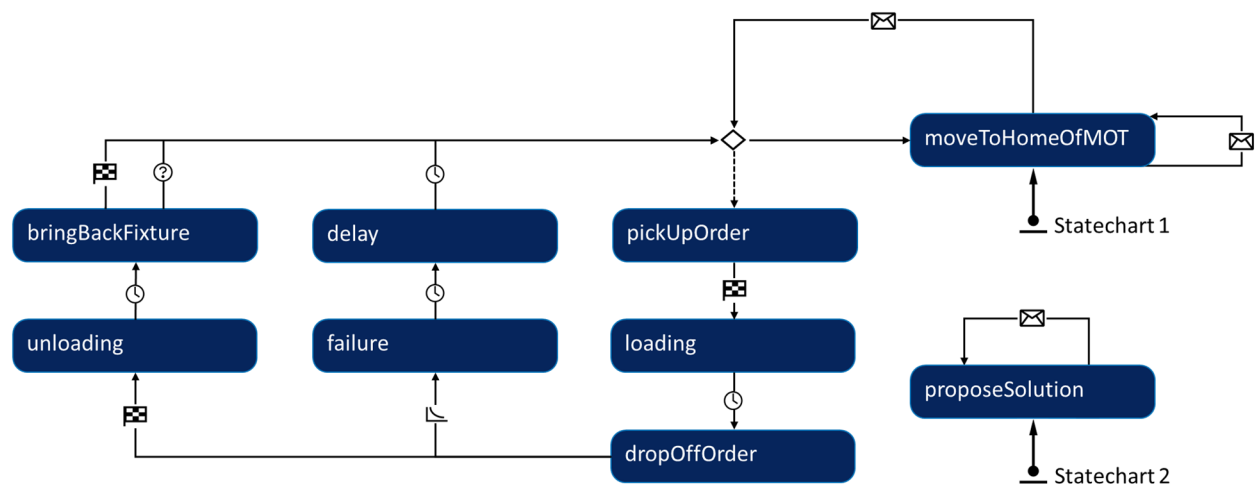 moveToHomeOfMOT
Statechart 1
bringBackFixture
delay
pickUpOrder
unloading
failure
loading
proposeSolution
dropOffOrder
Statechart 2